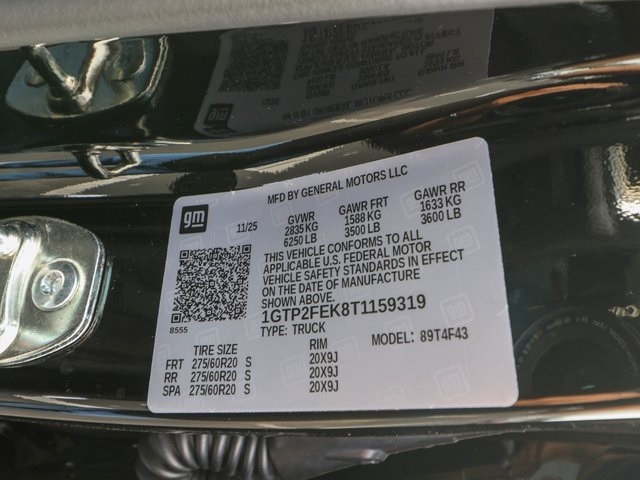 MFD BY GENERAL MOTORS LLC
gm
11/25
GVWR GAWR FRT GAWR RR
2835 KG 1588 KG 1633 KG
6250 LB 3500 LB 3600 LB
THIS VEHICLE CONFORMS TO ALL
APPLICABLE U.S. FEDERAL MOTOR
VEHICLE SAFETY STANDARDS IN EFFECT
ON THE DATE OF MANUFACTURE
SHOWN ABOVE.
8555
1GTP2FEK8T1159319
TYPE: TRUCK
MODEL: 89T4F43
TIRE SIZE RIM
FRT 275/60R20 S 20X9J
RR 275/60R20 S 20X9J
SPA 275/60R20 S 20X9J